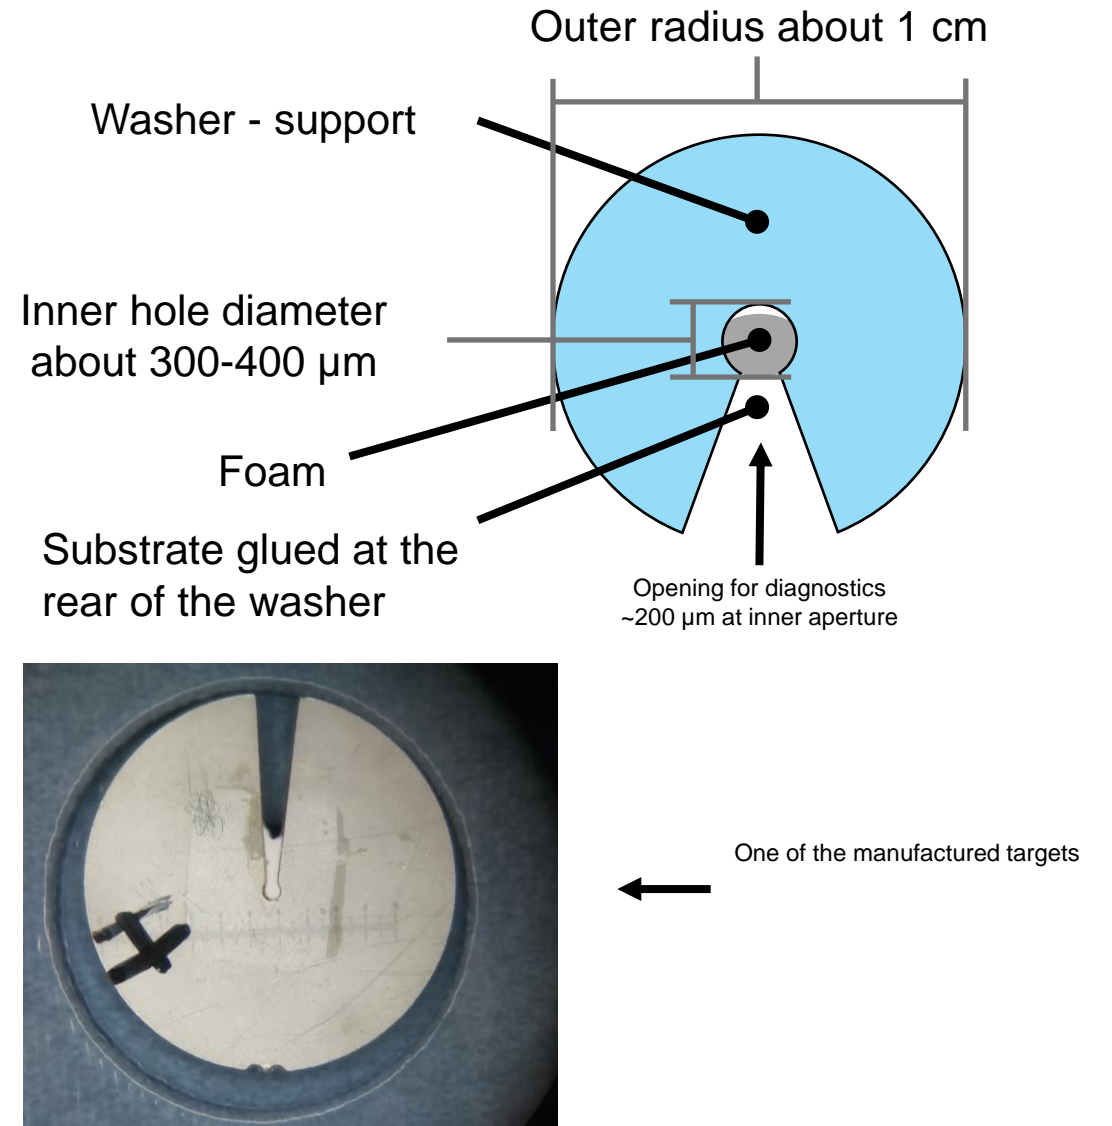 Outer radius about 1 cm
Washer - support
Inner hole diameter
about 300-400 µm
Foam
Substrate glued at the
rear of the washer
Opening for diagnostics
~200 µm at inner aperture
One of the manufactured targets